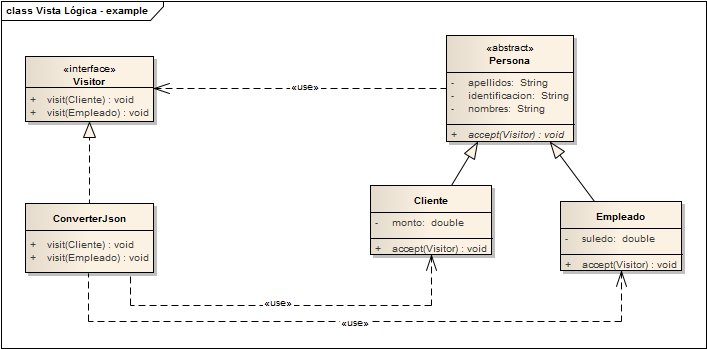 class Vista Lógica - example
«interface»
Visitor
+ visit(Cliente) : void
+ visit(Empleado) : void
«use»
«abstract»
Persona
- apellidos: String
- identificacion: String
- nombres: String
+ accept(Visitor) : void
ConverterJson
+ visit(Cliente) : void
+ visit(Empleado) : void
Cliente
- monto: double
+ accept(Visitor) : void
Empleado
- suledo: double
+ accept(Visitor) : void
«use»
«use»